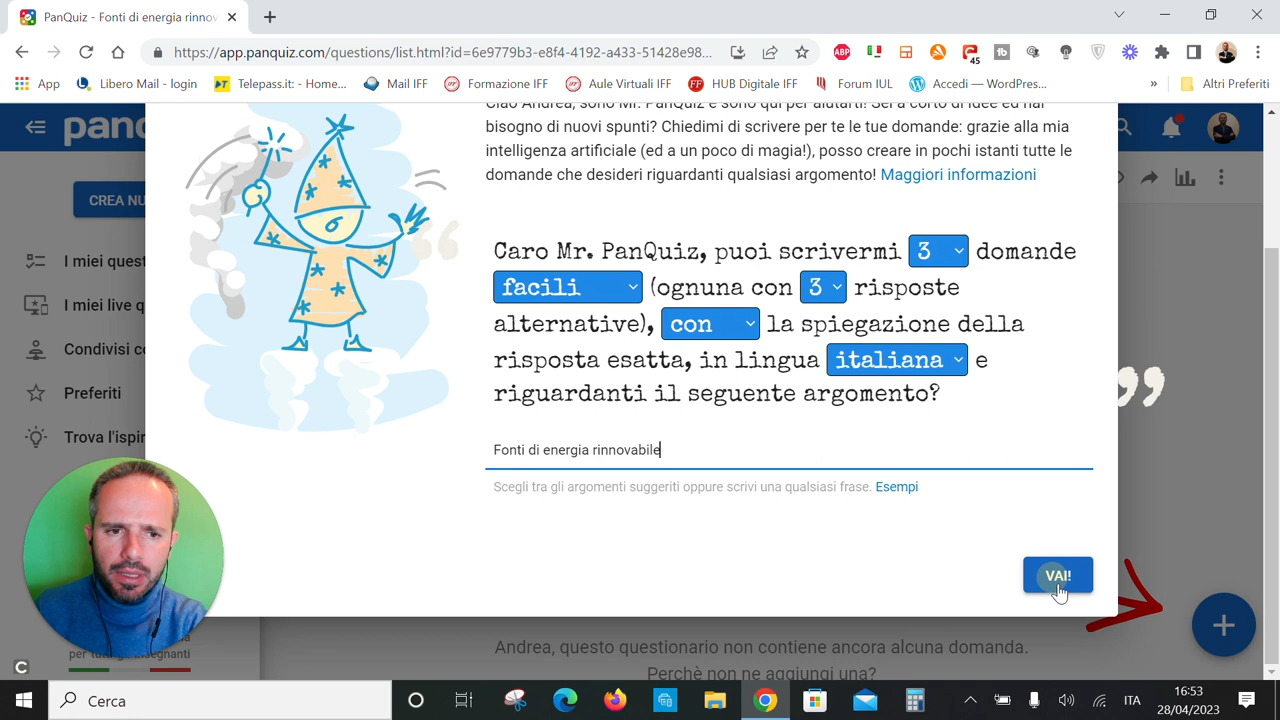 PanQuiz - Fonti di energia rinnov
https://app.panquiz.com/questions/list.html?id=6e9779b3-e8f4-4192-a433-51428e98...
ABP
45
App
Libero Mail - login
Telepass.it: - Home...
Mail IFF
Formazione IFF
Aule Virtuali IFF
HUB Digitale IFF
Forum IUL
Accedi — WordPres...
»
Altri Preferiti
Ciao Andrea, sono Mr. PanQuiz e sono qui per aiutarti! Sei a corto di idee ed hai
bisogno di nuovi spunti? Chiedimi di scrivere per te le tue domande: grazie alla mia
intelligenza artificiale (ed a un poco di magia!), posso creare in pochi istanti tutte le
domande che desideri riguardanti qualsiasi argomento! Maggiori informazioni
CREA NU
I miei quest
I miei live q
Condivisi co
Preferiti
Trova l'ispir
Caro Mr. PanQuiz, puoi scrivermi 3 domande
facili (ognuna con 3 risposte
alternative), con la spiegazione della
risposta esatta, in lingua italiana e
riguardanti il seguente argomento?
Fonti di energia rinnovabile
Scegli tra gli argomenti suggeriti oppure scrivi una qualsiasi frase. Esempi
VAI!
per tutti gli insegnanti
Andrea, questo questionario non contiene ancora alcuna domanda.
Perchè non ne aggiungi una?
Cerca
ITA
16:53
28/04/2023